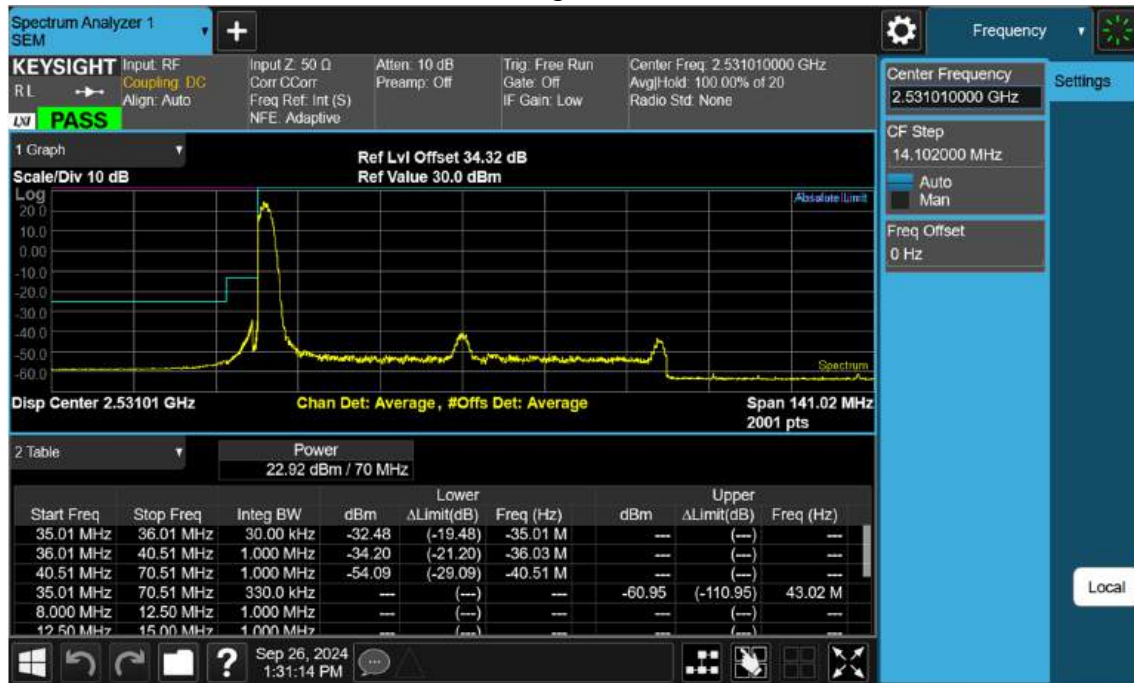 Spectrum Analyzer 1
SEM
+
Frequency
KEYSIGHT
RL
LXI
PASS
Input: RF
Coupling: DC
Align: Auto
Input Z: 50 Ω
Corr CCorr
Freq Ref: Int (S)
NFE: Adaptive
Atten: 10 dB
Preamp: Off
Trig: Free Run
Gate: Off
IF Gain: Low
Center Freq: 2.531010000 GHz
Avg|Hold: 100.00% of 20
Radio Std: None
Center Frequency
2.531010000 GHz
Settings
CF Step
14.102000 MHz
Auto
Man
Freq Offset
0 Hz
1 Graph
Scale/Div 10 dB
Ref Lvl Offset 34.32 dB
Ref Value 30.0 dBm
Log
Absolute Limit
20.0
10.0
0.00
-10.0
-20.0
-30.0
-40.0
-50.0
-60.0
Spectrum
Disp Center 2.53101 GHz
Chan Det: Average, #Offs Det: Average
Span 141.02 MHz
2001 pts
2 Table
Power
22.92 dBm / 70 MHz
Lower Upper
Start Freq Stop Freq Integ BW dBm ΔLimit(dB) Freq (Hz) dBm ΔLimit(dB) Freq (Hz)
35.01 MHz 36.01 MHz 30.00 kHz -32.48 (-19.48) -35.01 M --- (---) ---
36.01 MHz 40.51 MHz 1.000 MHz -34.20 (-21.20) -36.03 M --- (---) ---
40.51 MHz 70.51 MHz 1.000 MHz -54.09 (-29.09) -40.51 M --- (---) ---
35.01 MHz 70.51 MHz 330.0 kHz --- (---) --- -60.95 (-110.95) 43.02 M
8.000 MHz 12.50 MHz 1.000 MHz --- (---) --- --- (---) ---
12.50 MHz 15.00 MHz 1.000 MHz --- (---) --- --- (---) ---
Local
?
Sep 26, 2024
1:31:14 PM